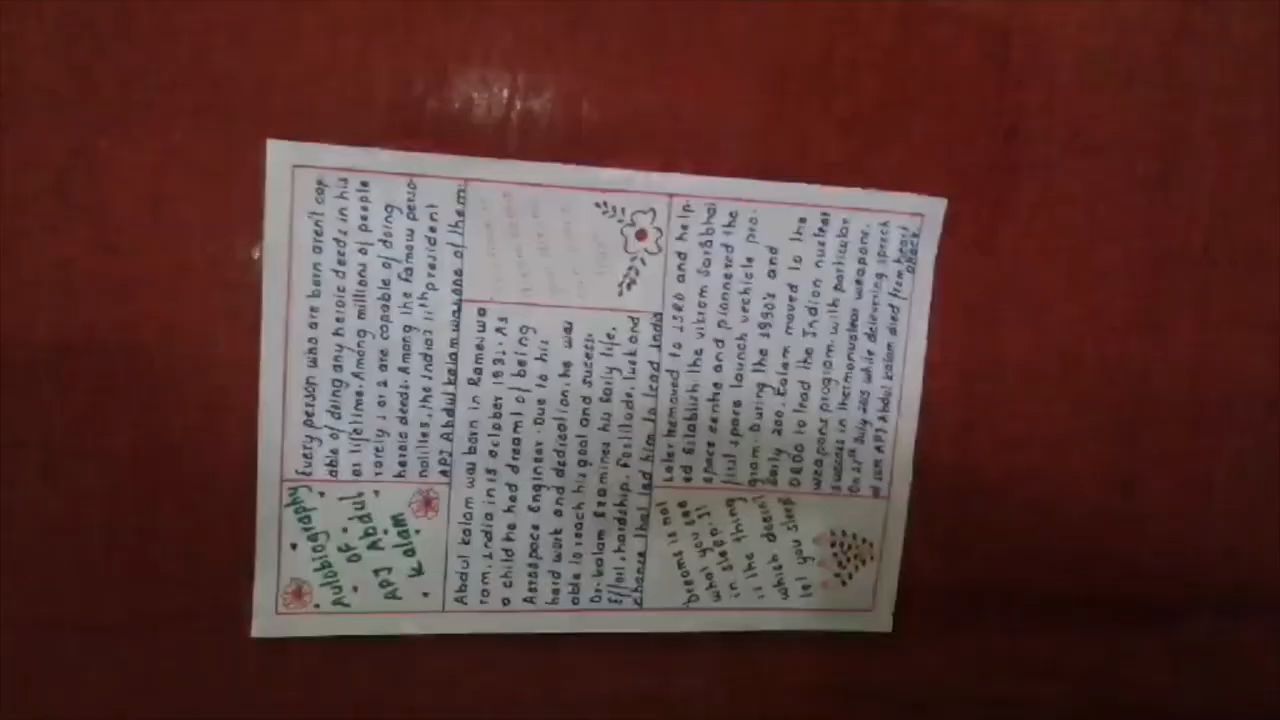 Autobiography
OF
APJ Abdul
Kalam
Every person who are born aren't cap-
able of doing any heroic deeds in his
or lifetime. Among millions of people
rarely 1 or 2 are capable of doing
heroic deeds. Among the famous perso-
nalities, the India's 11th president
APJ Abdul kalam was one of them.
Abdul kalam was born in Rameswa
ram, India in 15 october 1931. As
a child he had dream of being
Aerospace Engineer. Due to his
hard work and dedication, he was
able to reach his goal and sucess.
Dr. kalam Examines his Early life,
Effort, hardship, Fortitude, luck and
chance that led him to lead India
Dreams is not
what you see
in sleep. It
is the thing
which doesn't
let you sleep
Later he moved to ISRO and help-
ed Establish the vikram Sarabhai
space centre and pionnered the
first space launch vechicle pro-
gram. During the 1990's and
Early 200, Kalam moved to the
DRDO to lead the Indian nuclear
weapons program, with particular
success in thermonuclear weapons.
On 27th July 2015 while delevering speech
at IIM APJ Abdul kalam died from heart
attack